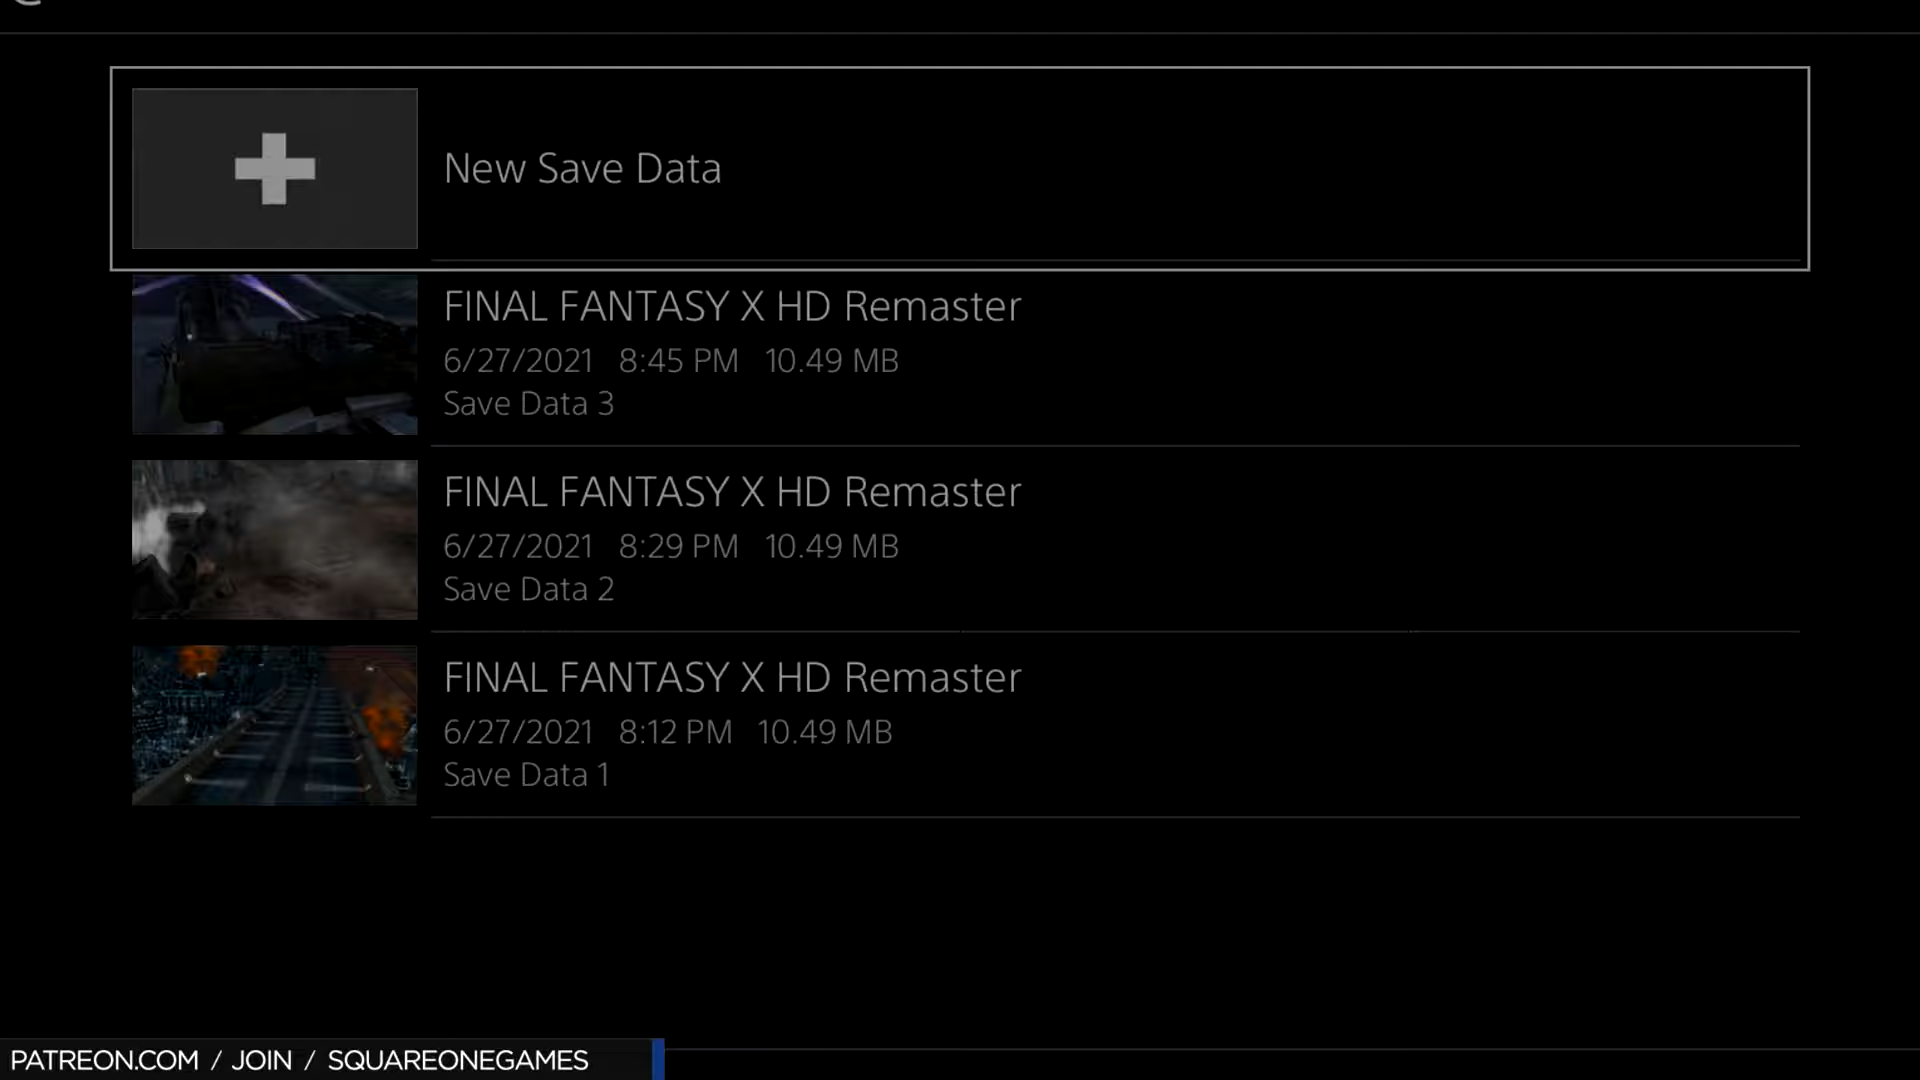 New Save Data
FINAL FANTASY X HD Remaster
6/27/2021 8:45 PM 10.49 MB
Save Data 3
FINAL FANTASY X HD Remaster
6/27/2021 8:29 PM 10.49 MB
Save Data 2
FINAL FANTASY X HD Remaster
6/27/2021 8:12 PM 10.49 MB
Save Data 1
PATREON.COM / JOIN / SQUAREONEGAMES